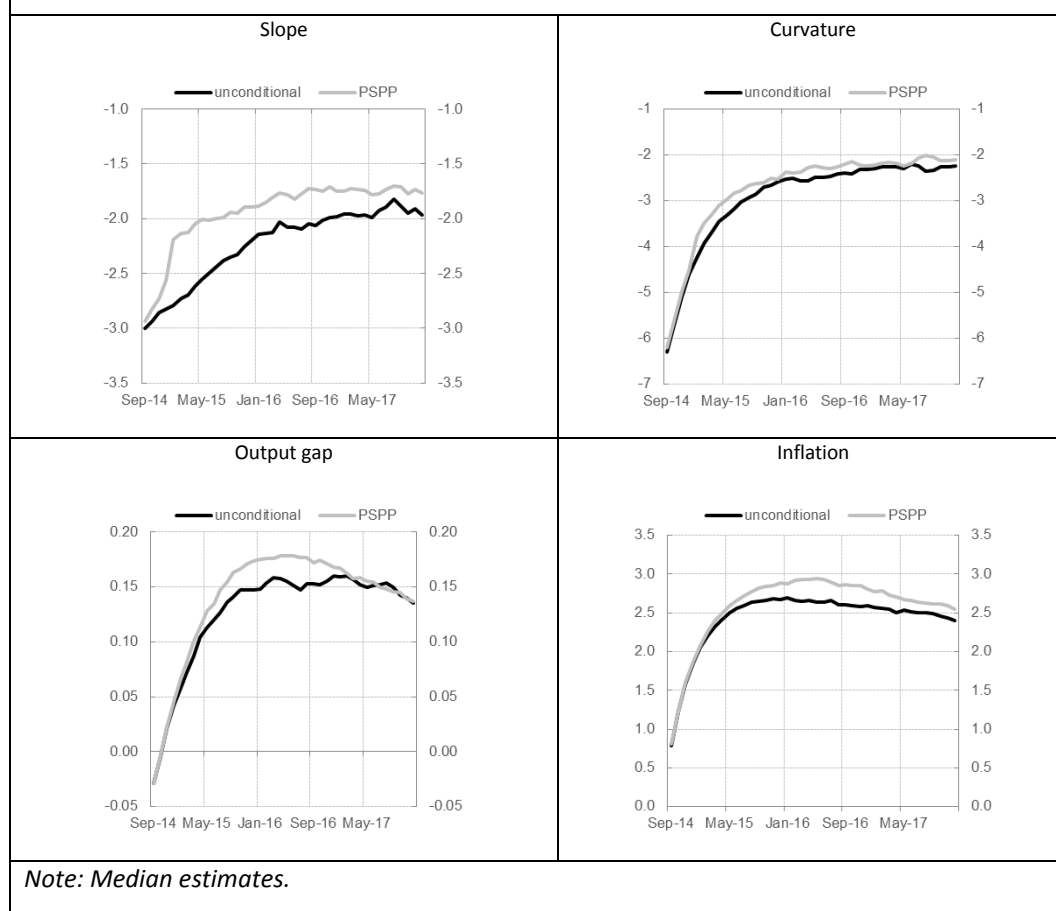 Slope
unconditional PSPP
-1.0 -1.0
-1.5 -1.5
-2.0 -2.0
-2.5 -2.5
-3.0 -3.0
-3.5 -3.5
Sep-14 May-15 Jan-16 Sep-16 May-17
Curvature
unconditional PSPP
-1 -1
-2 -2
-3 -3
-4 -4
-5 -5
-6 -6
-7 -7
Sep-14 May-15 Jan-16 Sep-16 May-17
Output gap
unconditional PSPP
0.20 0.20
0.15 0.15
0.10 0.10
0.05 0.05
0.00 0.00
-0.05 -0.05
Sep-14 May-15 Jan-16 Sep-16 May-17
Inflation
unconditional PSPP
3.5 3.5
3.0 3.0
2.5 2.5
2.0 2.0
1.5 1.5
1.0 1.0
0.5 0.5
0.0 0.0
Sep-14 May-15 Jan-16 Sep-16 May-17
Note: Median estimates.